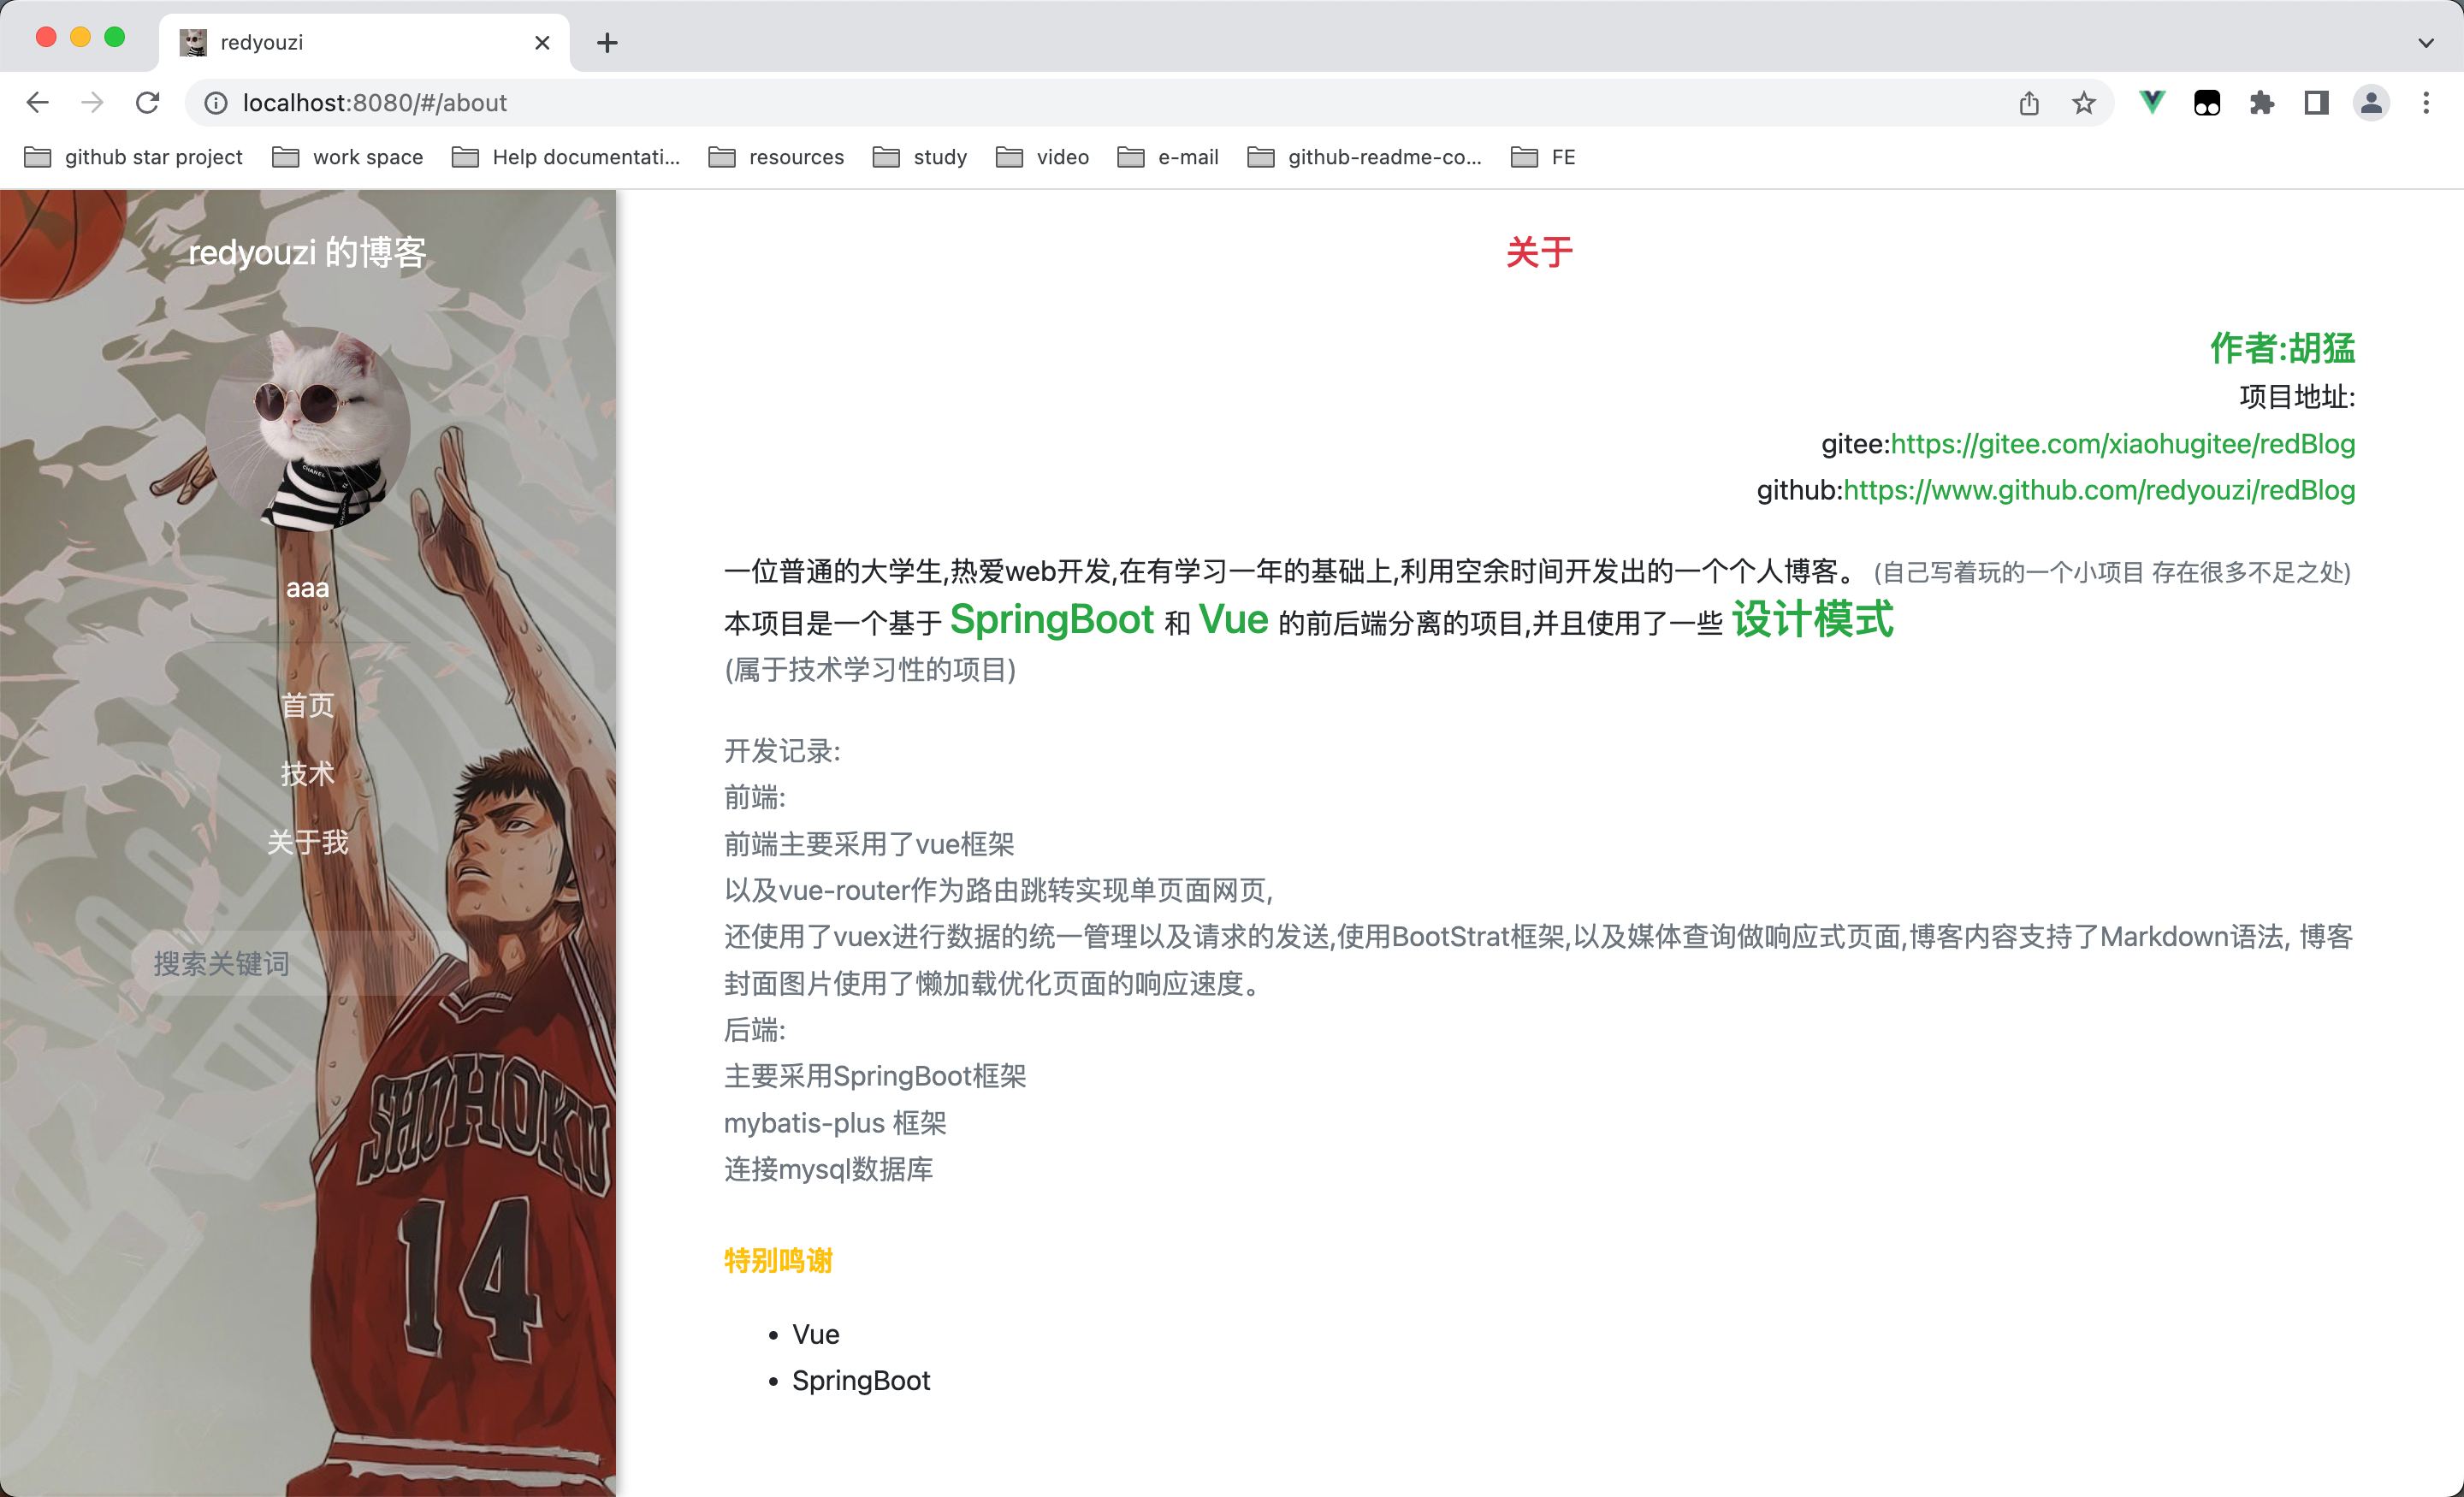 redyouzi
localhost:8080/#/about
github star project
work space
Help documentati...
resources
study
video
e-mail
github-readme-co...
FE
redyouzi 的博客
CHANEL
aaa
首页
技术
关于我
搜索关键词
SHOHOKU
14
关于
作者:胡猛
项目地址:
gitee:https://gitee.com/xiaohugitee/redBlog
github:https://www.github.com/redyouzi/redBlog
一位普通的大学生,热爱web开发,在有学习一年的基础上,利用空余时间开发出的一个个人博客。 (自己写着玩的一个小项目 存在很多不足之处)
本项目是一个基于 SpringBoot 和 Vue 的前后端分离的项目,并且使用了一些 设计模式
(属于技术学习性的项目)
开发记录:
前端:
前端主要采用了vue框架
以及vue-router作为路由跳转实现单页面网页,
还使用了vuex进行数据的统一管理以及请求的发送,使用BootStrat框架,以及媒体查询做响应式页面,博客内容支持了Markdown语法, 博客
封面图片使用了懒加载优化页面的响应速度。
后端:
主要采用SpringBoot框架
mybatis-plus 框架
连接mysql数据库
特别鸣谢
• Vue
• SpringBoot